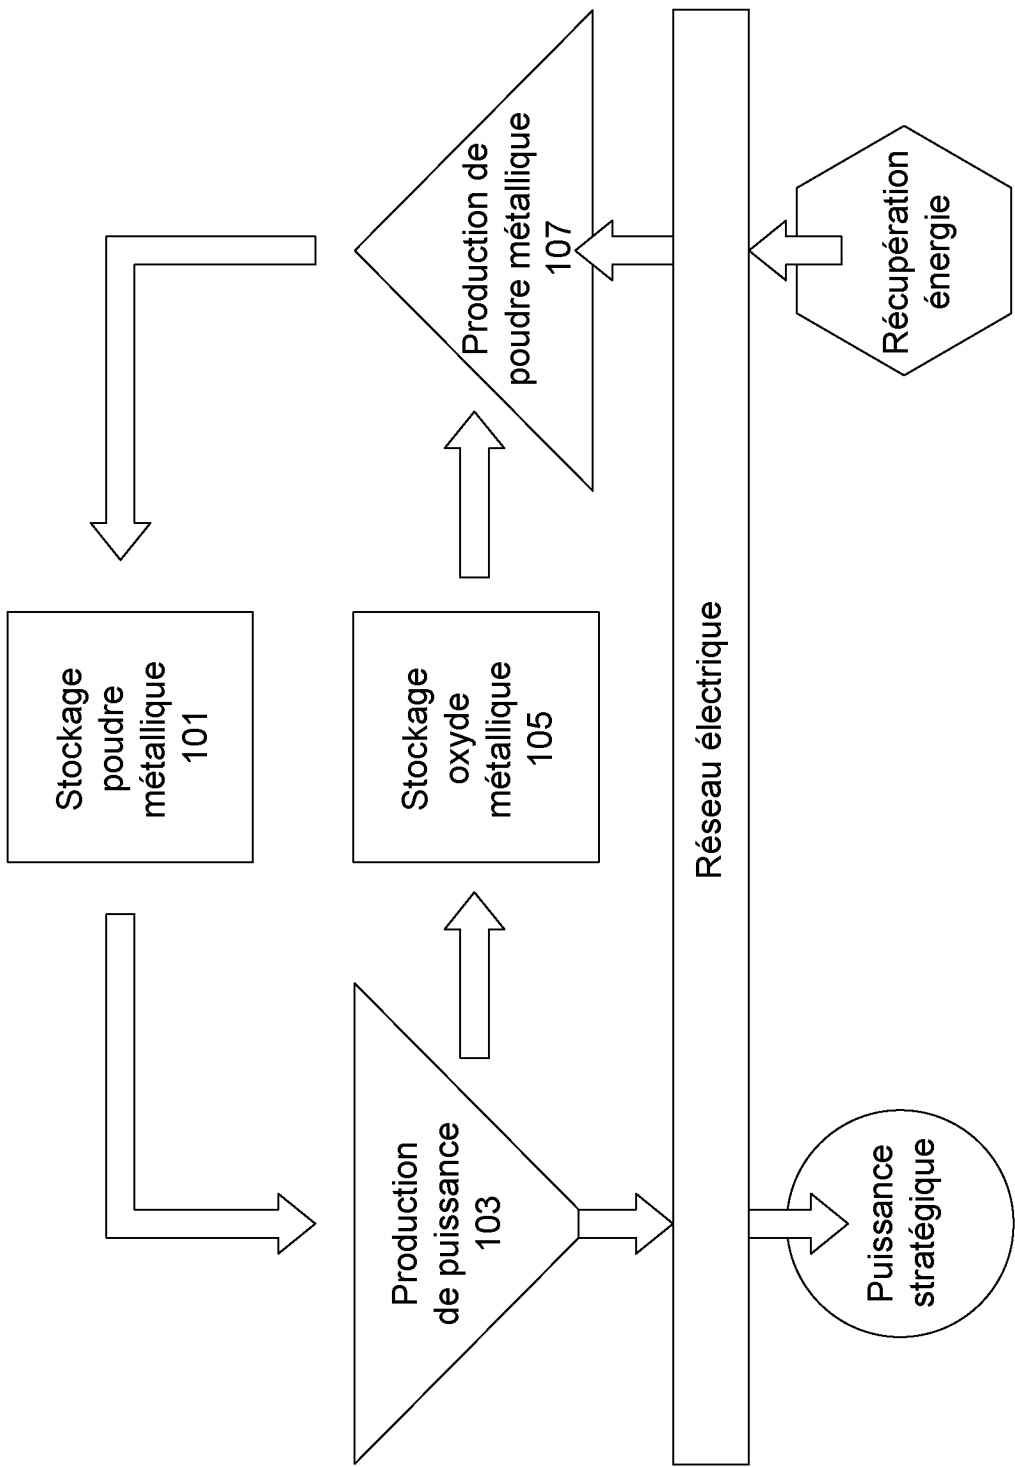 Stockage
poudre
métallique
101
Production
de puissance
103
Stockage
oxyde
métallique
105
Production de
poudre métallique
107
Réseau électrique
Puissance
stratégique
Récupération
énergie